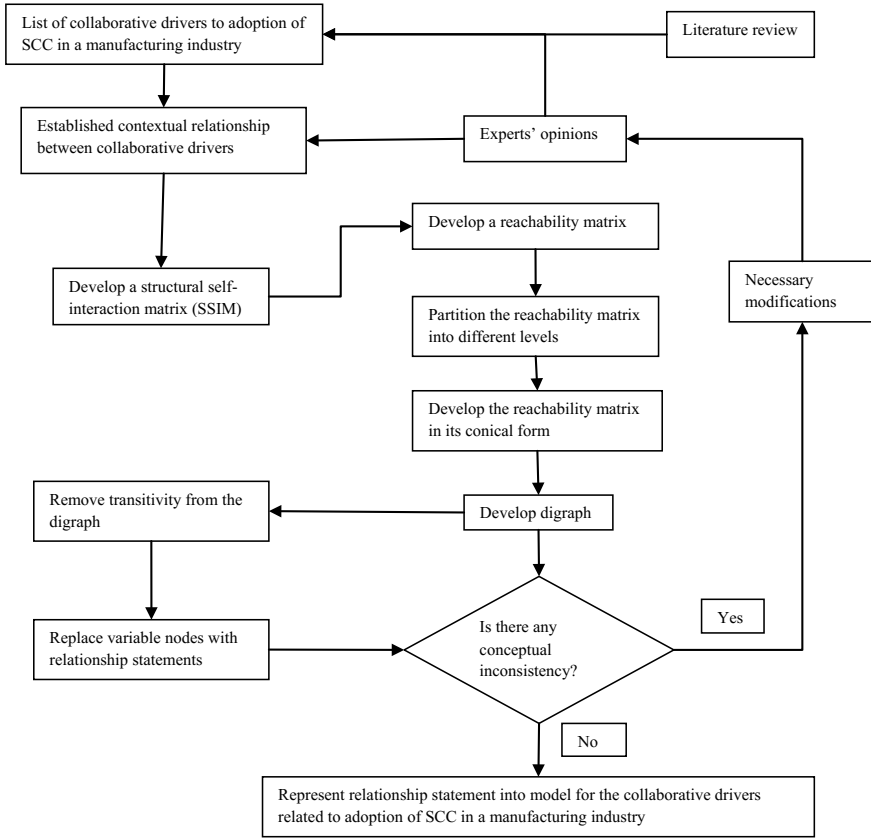 List of collaborative drivers to adoption of
SCC in a manufacturing industry
Literature review
Established contextual relationship
between collaborative drivers
Experts’ opinions
Develop a reachability matrix
Develop a structural self-
interaction matrix (SSIM)
Necessary
modifications
Partition the reachability matrix
into different levels
Develop the reachability matrix
in its conical form
Remove transitivity from the
digraph
Develop digraph
Yes
Replace variable nodes with
relationship statements
Is there any
conceptual
inconsistency?
No
Represent relationship statement into model for the collaborative drivers
related to adoption of SCC in a manufacturing industry